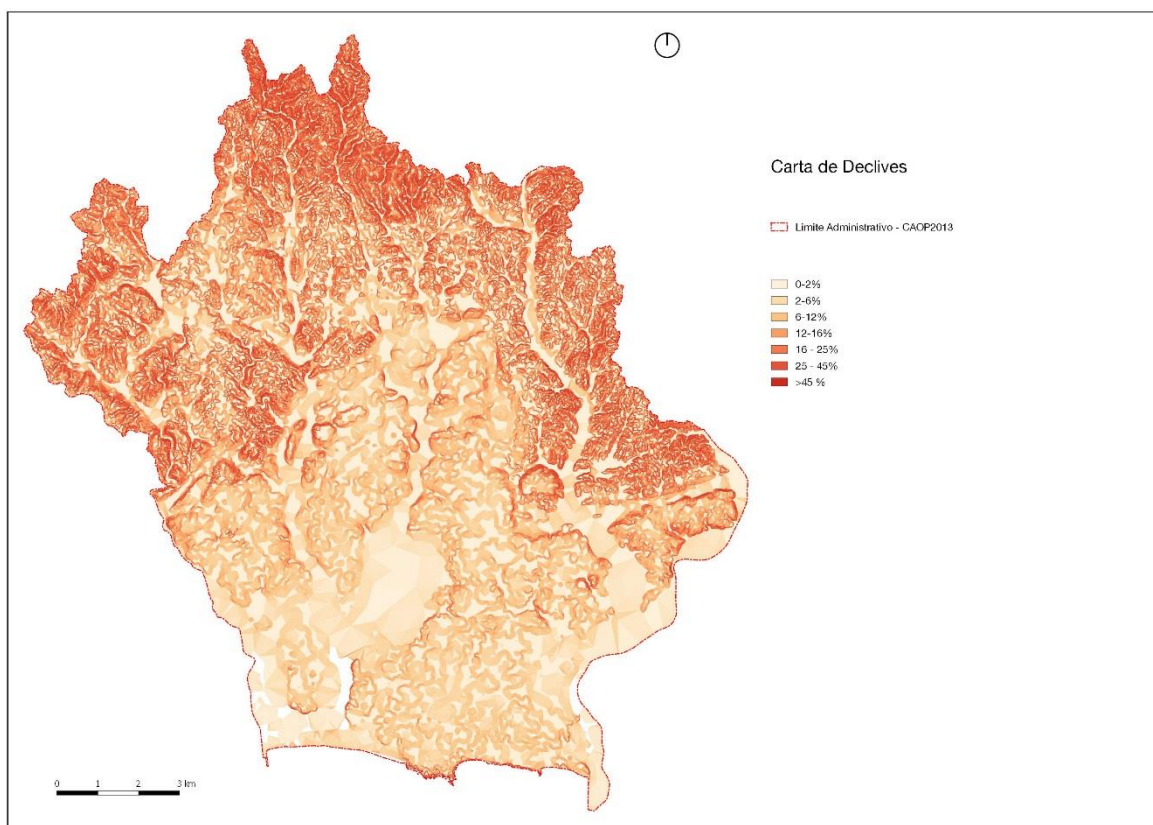 Carta de Declives
Limite Administrativo - CAOP2013
0-2%
2-6%
6-12%
12-16%
16 - 25%
25 - 45%
>45 %
0 1 2 3 km